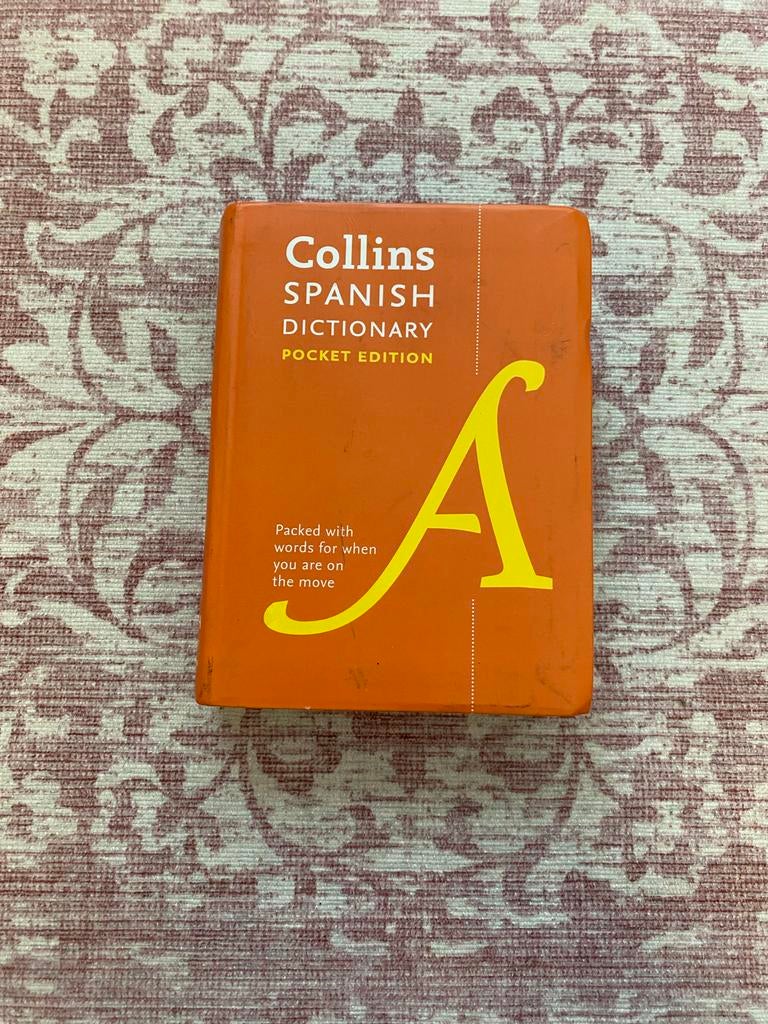 Collins
SPANISH
DICTIONARY
POCKET EDITION
A
Packed with
words for when
you are on
the move